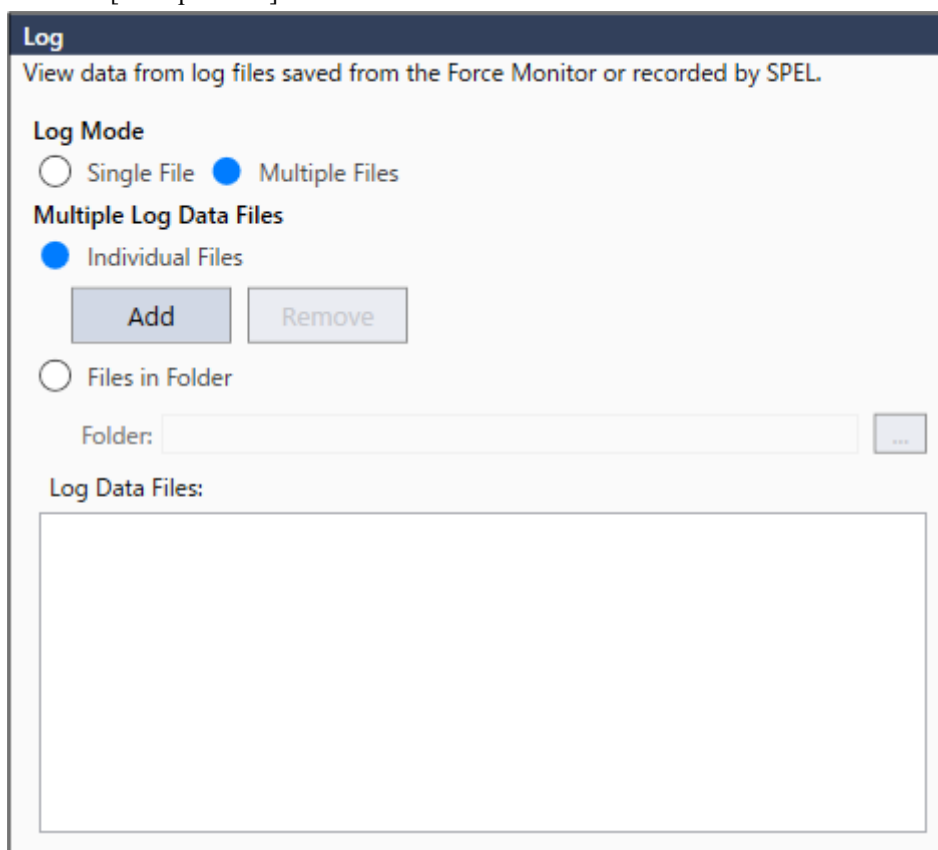 Log
View data from log files saved from the Force Monitor or recorded by SPEL.
Log Mode
Single File Multiple Files
Multiple Log Data Files
Individual Files
Add Remove
Files in Folder
Folder: ...
Log Data Files: